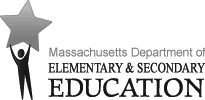 Massachusetts Department of
ELEMENTARY & SECONDARY
EDUCATION